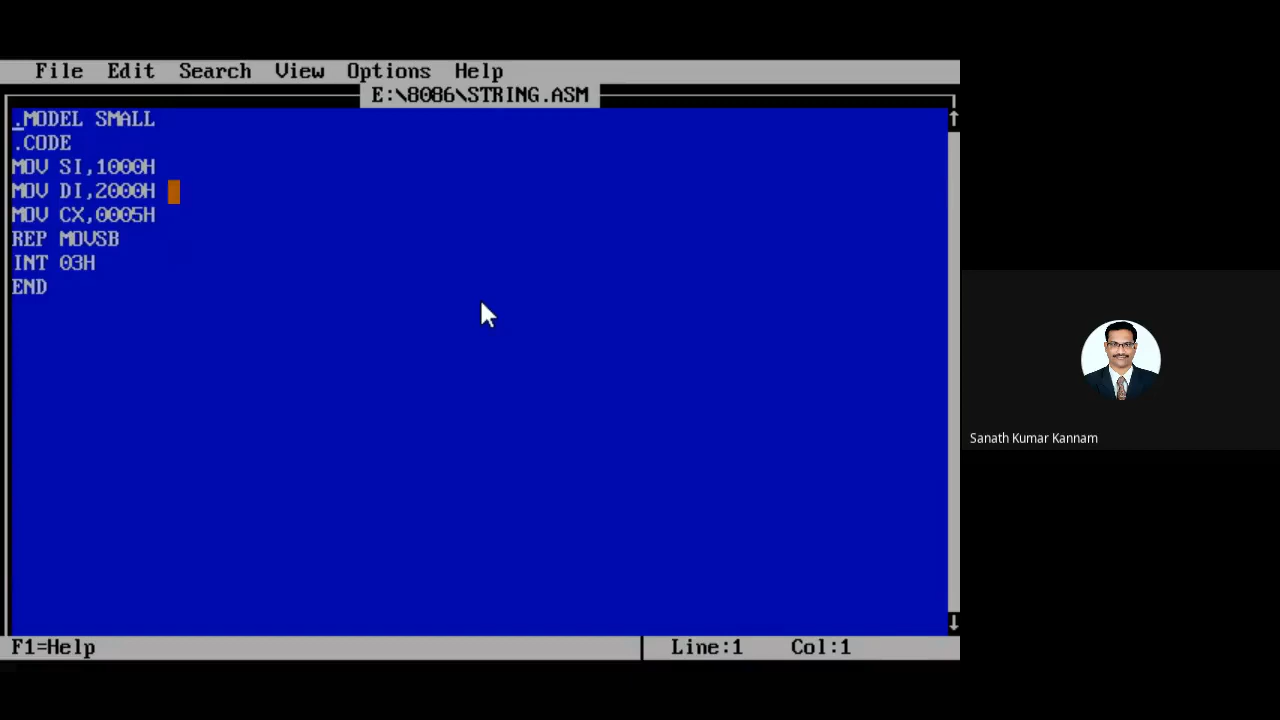 File Edit Search View Options Help
E:\8086\STRING.ASM
.MODEL SMALL
.CODE
MOV SI,1000H
MOV DI,2000H
MOV CX,0005H
REP MOVSB
INT 03H
END
Sanath Kumar Kannam
F1=Help Line:1 Col:1